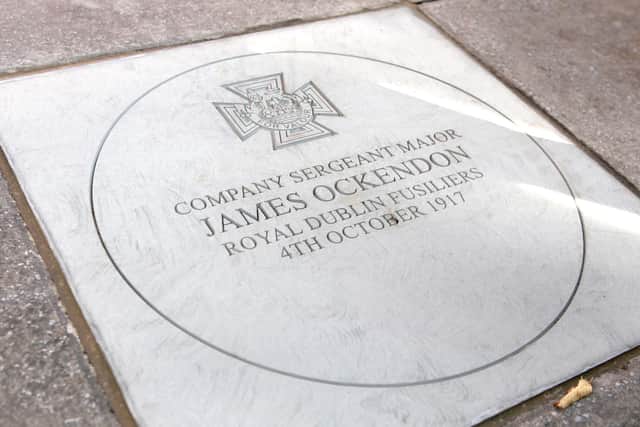 COMPANY SERGEANT MAJOR
JAMES OCKENDON
ROYAL DUBLIN FUSILIERS
4TH OCTOBER 1917